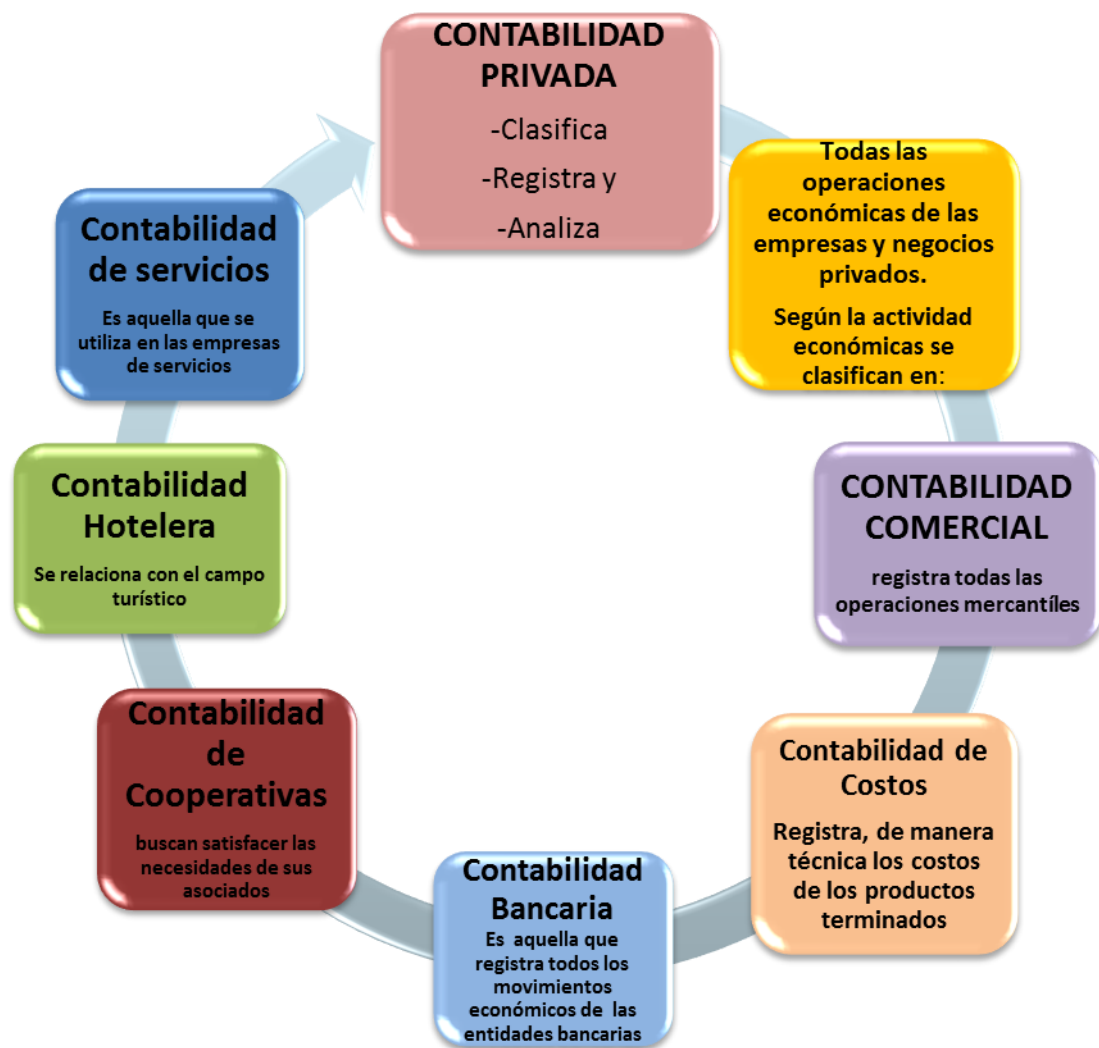 CONTABILIDAD
PRIVADA
-Clasifica
-Registra y
-Analiza
Todas las
operaciones
económicas de las
empresas y negocios
privados.
Según la actividad
económicas se
clasifican en:
CONTABILIDAD
COMERCIAL
registra todas las
operaciones mercantíles
Contabilidad de
Costos
Registra, de manera
técnica los costos
de los productos
terminados
Contabilidad
Bancaria
Es aquella que
registra todos los
movimientos
económicos de las
entidades bancarias
Contabilidad
de
Cooperativas
buscan satisfacer las
necesidades de sus
asociados
Contabilidad
Hotelera
Se relaciona con el campo
turístico
Contabilidad
de servicios
Es aquella que se
utiliza en las empresas
de servicios